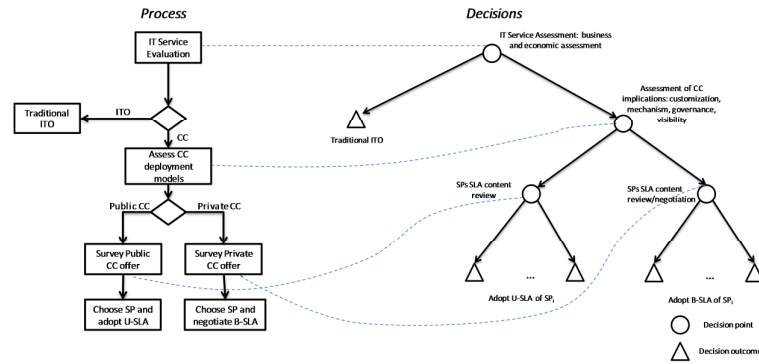 Process
Decisions
IT Service
Evaluation
ITO
Traditional
ITO
CC
Assess CC
deployment
models
Public CC
Private CC
Survey Public
CC offer
Survey Private
CC offer
Choose SP and
adopt U-SLA
Choose SP and
negotiate B-SLA
IT Service Assessment: business
and economic assessment
Traditional ITO
Assessment of CC
implications: customization,
mechanism, governance,
visibility
SPs SLA content
review
SPs SLA content
review/negotiation
...
...
Adopt U-SLA of SPi
Adopt B-SLA of SPi
Decision point
Decision outcome